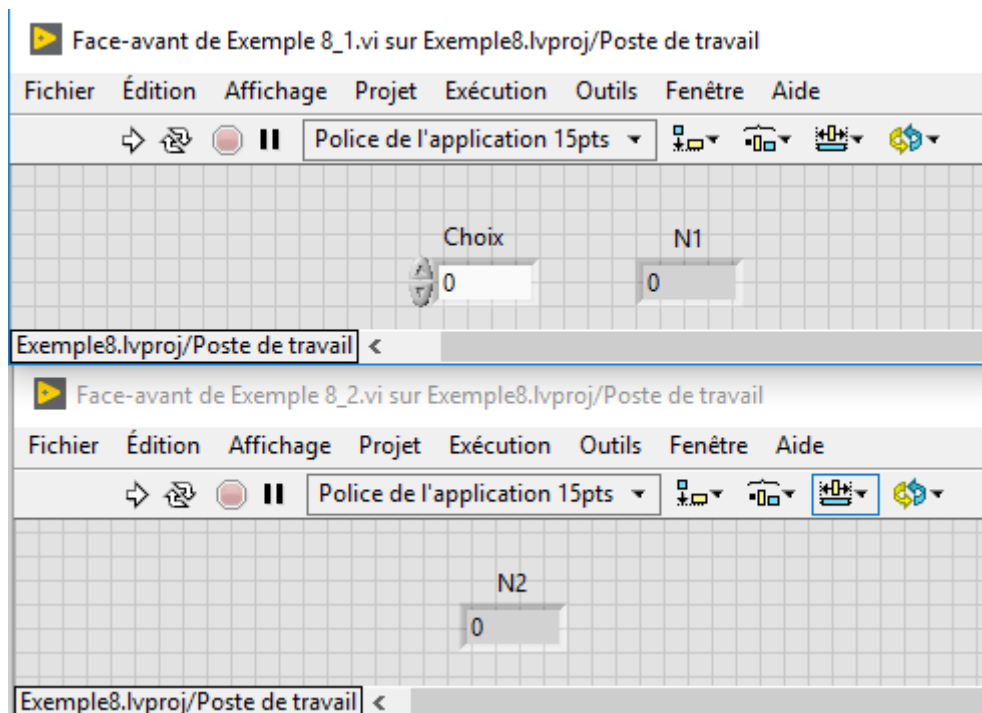 Face-avant de Exemple 8_1.vi sur Exemple8.lvproj/Poste de travail
Fichier Édition Affichage Projet Exécution Outils Fenêtre Aide
Police de l'application 15pts
Choix N1
0 0
Exemple8.lvproj/Poste de travail <
Face-avant de Exemple 8_2.vi sur Exemple8.lvproj/Poste de travail
Fichier Édition Affichage Projet Exécution Outils Fenêtre Aide
Police de l'application 15pts
N2
0
Exemple8.lvproj/Poste de travail <